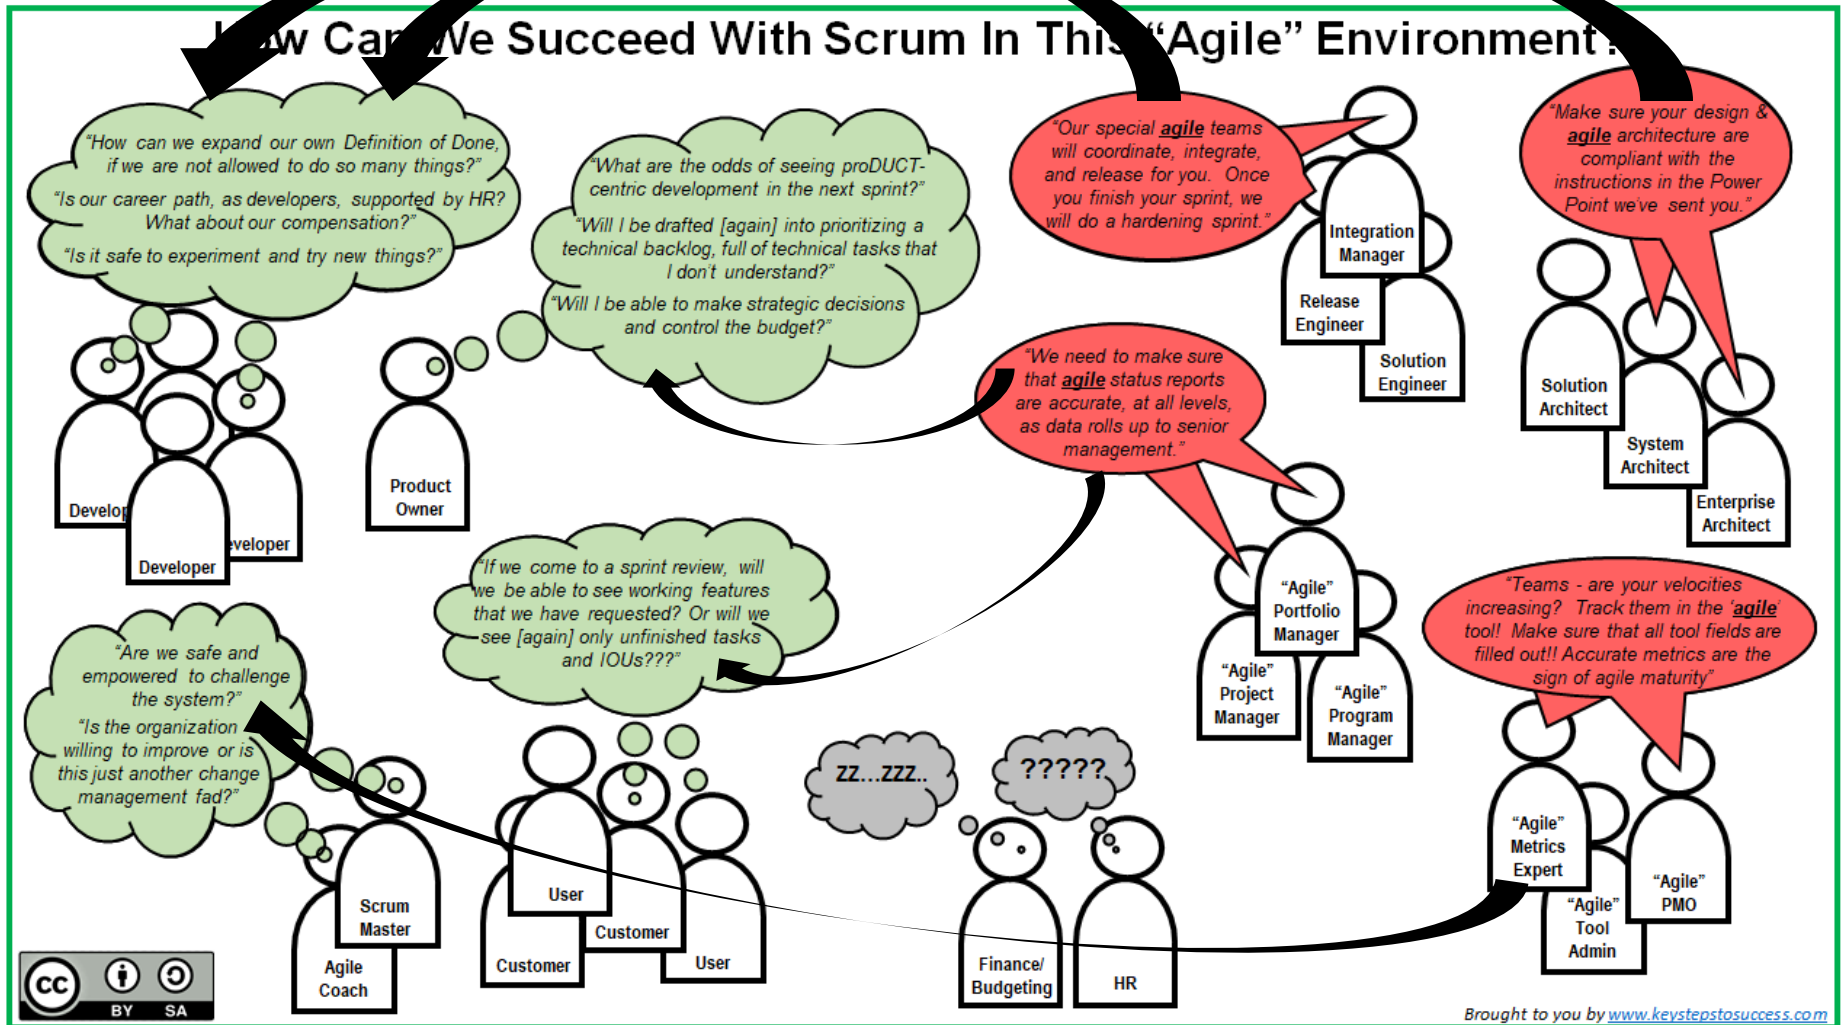 How Can We Succeed With Scrum In This “Agile” Environment?
“How can we expand our own Definition of Done,
if we are not allowed to do so many things?”
“Is our career path, as developers, supported by HR?
What about our compensation?”
“Is it safe to experiment and try new things?”
“What are the odds of seeing proDUCT-
centric development in the next sprint?”
“Will I be drafted [again] into prioritizing a
technical backlog, full of technical tasks that
I don’t understand?”
“Will I be able to make strategic decisions
and control the budget?”
“Our special agile teams
will coordinate, integrate,
and release for you. Once
you finish your sprint, we
will do a hardening sprint.”
“Make sure your design &
agile architecture are
compliant with the
instructions in the Power
Point we’ve sent you.”
Integration
Manager
Release
Engineer
Solution
Engineer
Solution
Architect
System
Architect
Enterprise
Architect
“We need to make sure
that agile status reports
are accurate, at all levels,
as data rolls up to senior
management.”
Develop
eveloper
Developer
Product
Owner
“If we come to a sprint review, will
we be able to see working features
that we have requested? Or will we
see [again] only unfinished tasks
and IOUs???”
“Agile”
Portfolio
Manager
“Agile”
Project
Manager
“Agile”
Program
Manager
“Teams - are your velocities
increasing? Track them in the ‘agile’
tool! Make sure that all tool fields are
filled out!! Accurate metrics are the
sign of agile maturity”
“Are we safe and
empowered to challenge
the system?”
“Is the organization
willing to improve or is
this just another change
management fad?”
zz...zzz..
?????
“Agile”
Metrics
Expert
“Agile”
Tool
Admin
“Agile”
PMO
Scrum
Master
Agile
Coach
User
Customer
Customer
User
Finance/
Budgeting
HR
cc
BY SA
Brought to you by www.keystepstosuccess.com